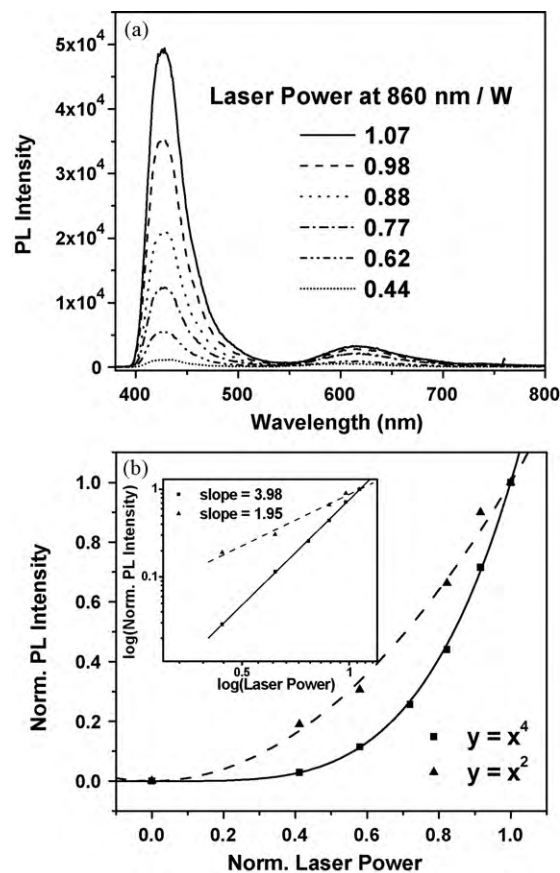 (a)
5x10⁴
4x10⁴
3x10⁴
2x10⁴
1x10⁴
0
PL Intensity
Laser Power at 860 nm / W
1.07
0.98
0.88
0.77
0.62
0.44
400 500 600 700 800
Wavelength (nm)
(b)
1.0
0.8
0.6
0.4
0.2
0.0
Norm. PL Intensity
1
0.1
log(Norm. PL Intensity)
slope = 3.98
slope = 1.95
0.5 1
log(Laser Power)
y = x⁴
y = x²
0.0 0.2 0.4 0.6 0.8 1.0
Norm. Laser Power